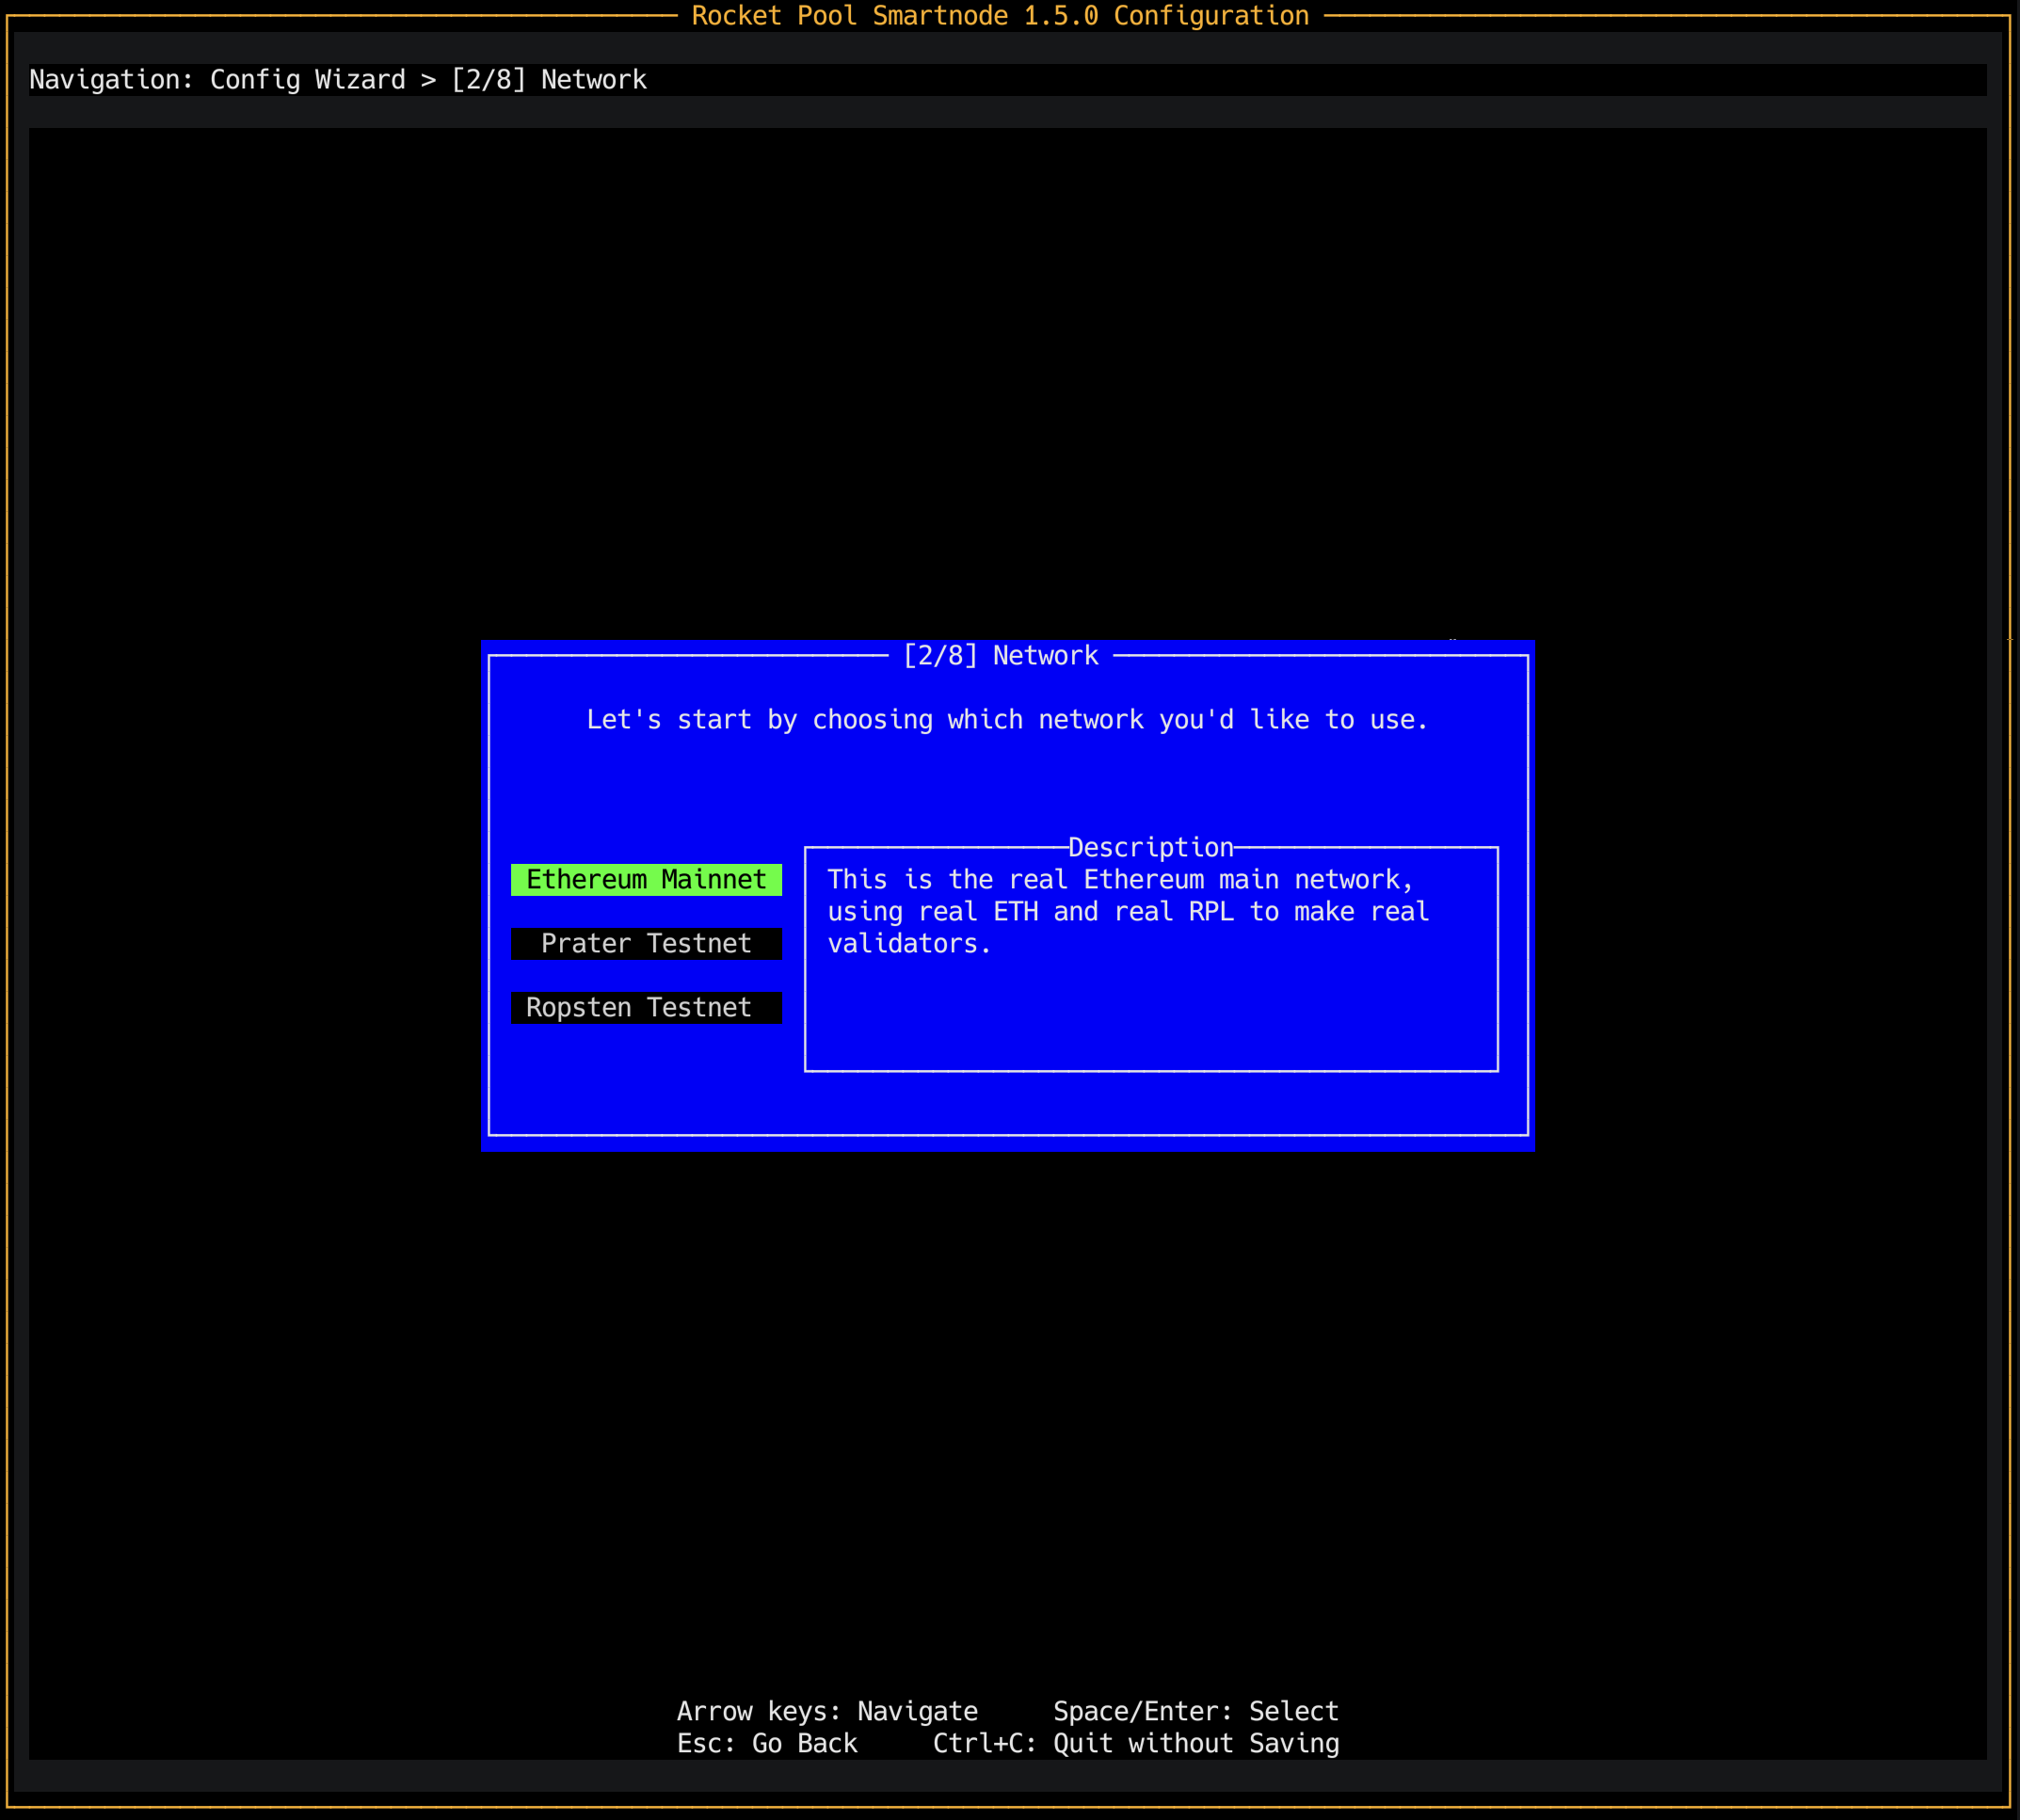 Rocket Pool Smartnode 1.5.0 Configuration
Navigation: Config Wizard > [2/8] Network
[2/8] Network
Let's start by choosing which network you'd like to use.
Description
Ethereum Mainnet
This is the real Ethereum main network,
using real ETH and real RPL to make real
Prater Testnet
validators.
Ropsten Testnet
Arrow keys: Navigate     Space/Enter: Select
Esc: Go Back     Ctrl+C: Quit without Saving